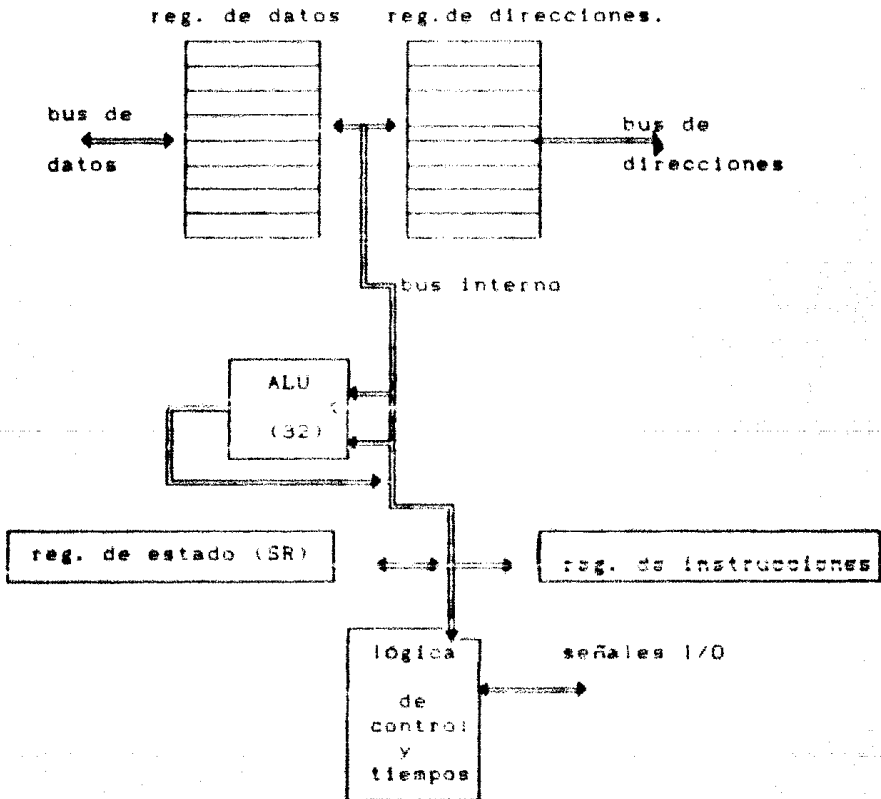 reg. de datos
reg. de direcciones.
bus de
datos
bus de
direcciones
bus interno
ALU
(32)
reg. de estado (SR)
reg. de instrucciones
lógica
de
control
y
tiempos
señales I/O